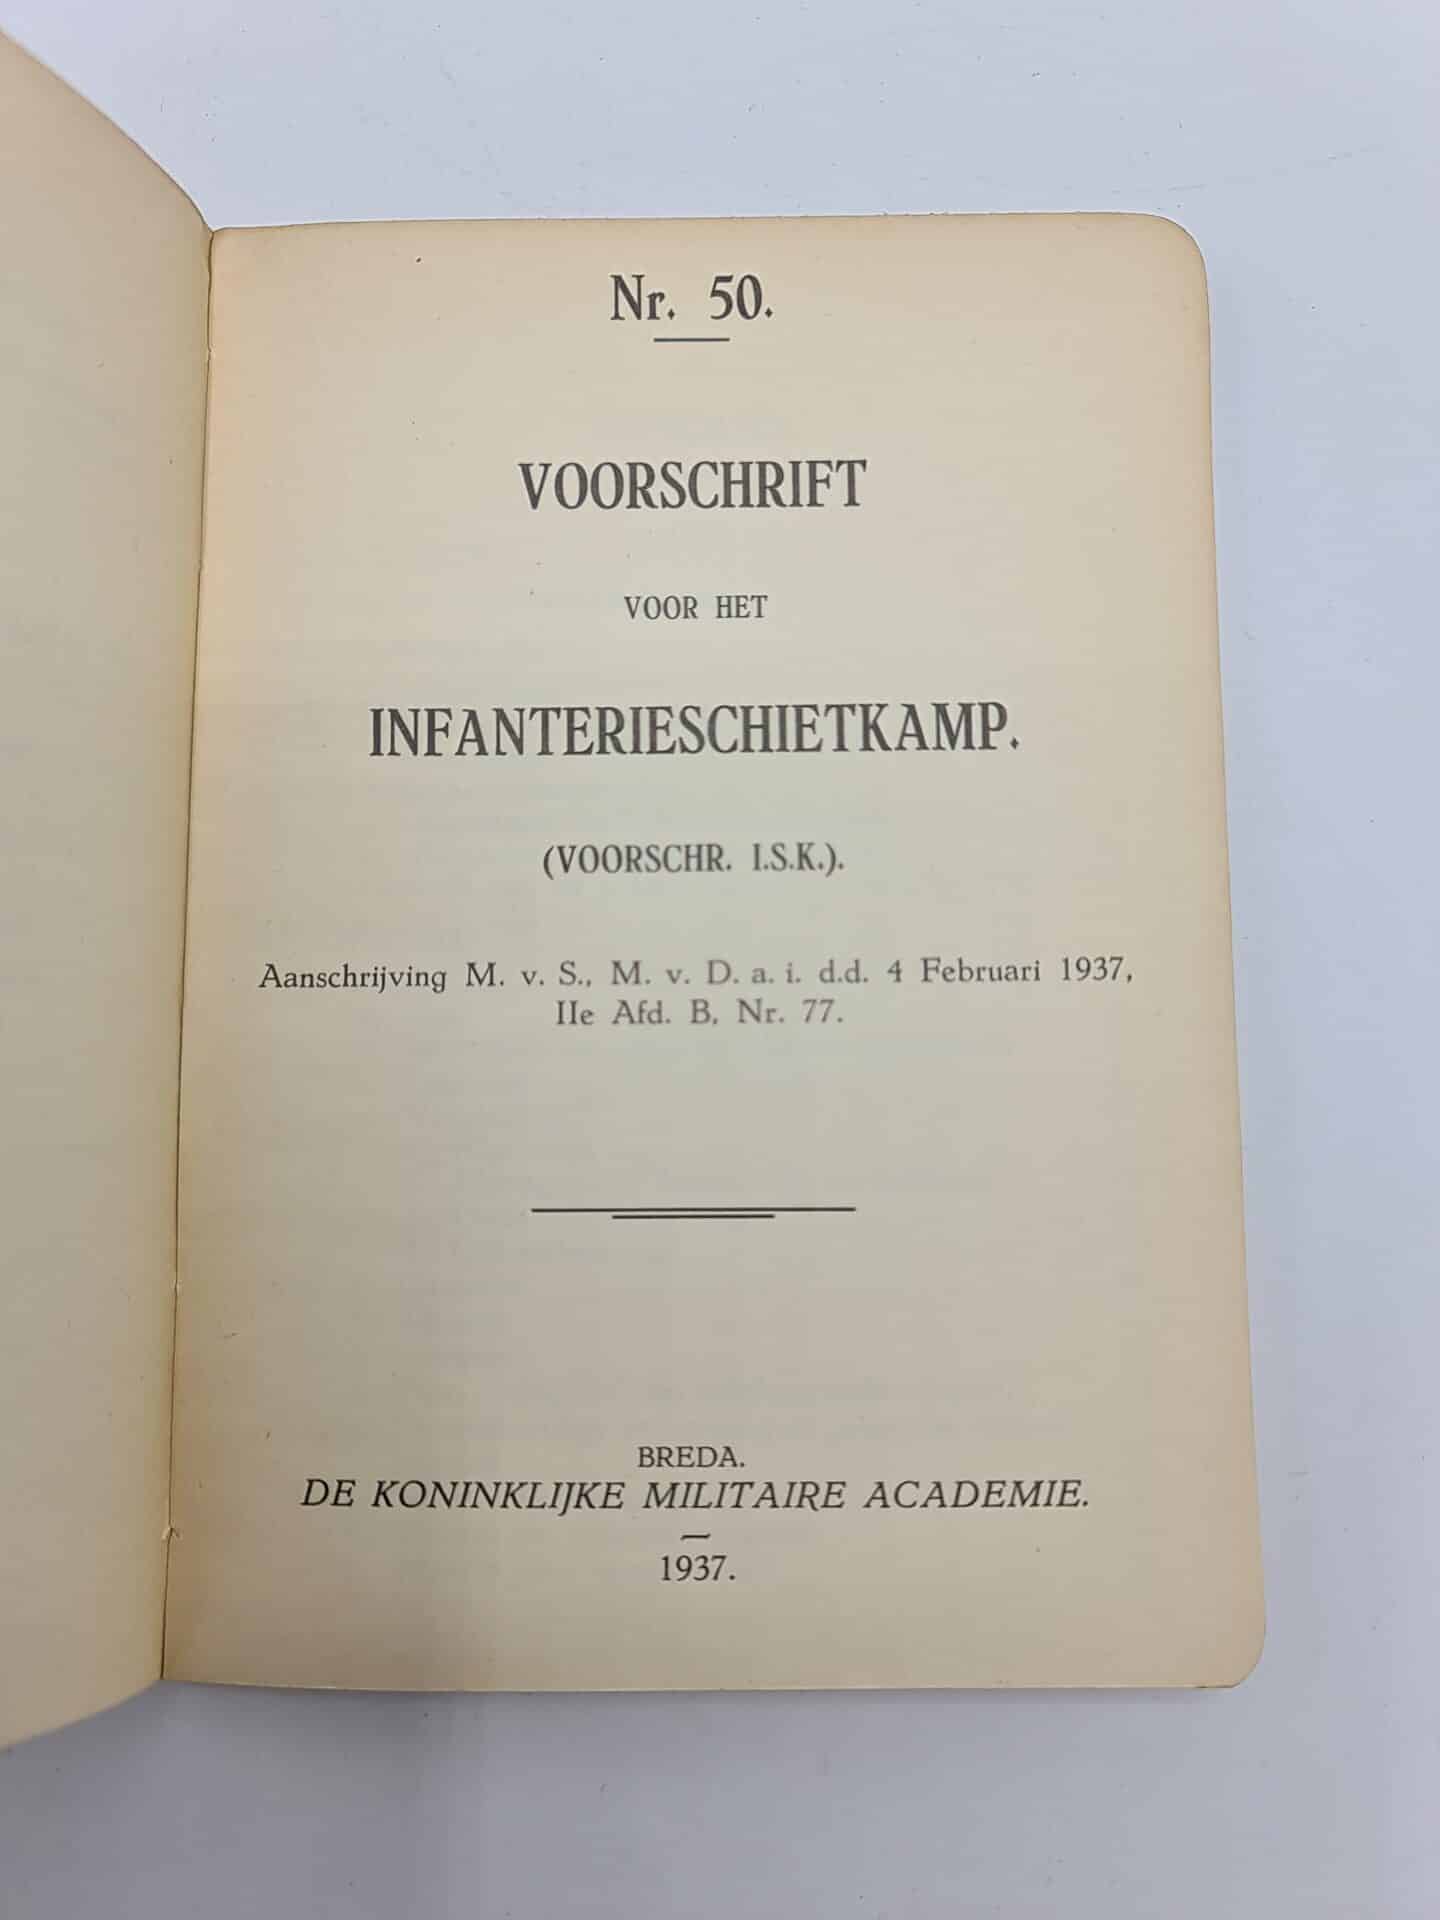 Nr. 50.
VOORSCHRIFT
VOOR HET
INFANTERIESCHIETKAMP.
(VOORSCHR. I.S.K.).
Aanschrijving M. v. S., M. v. D. a. i. d.d. 4 Februari 1937,
IIe Afd. B, Nr. 77.
BREDA.
DE KONINKLIJKE MILITAIRE ACADEMIE.
1937.